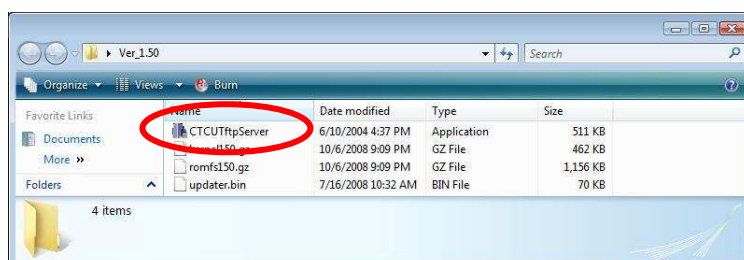 Ver_1.50
Search
Organize Views Burn
Favorite Links
Documents
More »
Folders
Name Date modified Type Size
CTCUTftpServer 6/10/2004 4:37 PM Application 511 KB
kernel150.gz 10/6/2008 9:09 PM GZ File 462 KB
romfs150.gz 10/6/2008 9:09 PM GZ File 1,156 KB
updater.bin 7/16/2008 10:32 AM BIN File 70 KB
4 items